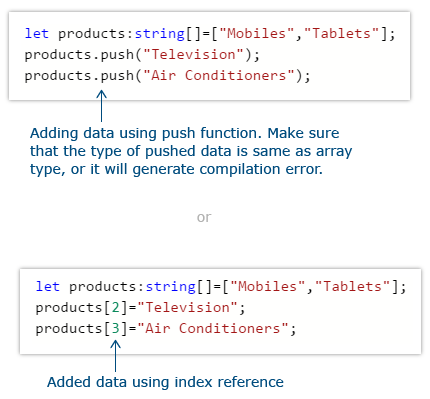 let products:string[]=["Mobiles","Tablets"];
products.push("Television");
products.push("Air Conditioners");
Adding data using push function. Make sure
that the type of pushed data is same as array
type, or it will generate compilation error.
or
let products:string[]=["Mobiles","Tablets"];
products[2]="Television";
products[3]="Air Conditioners";
Added data using index reference